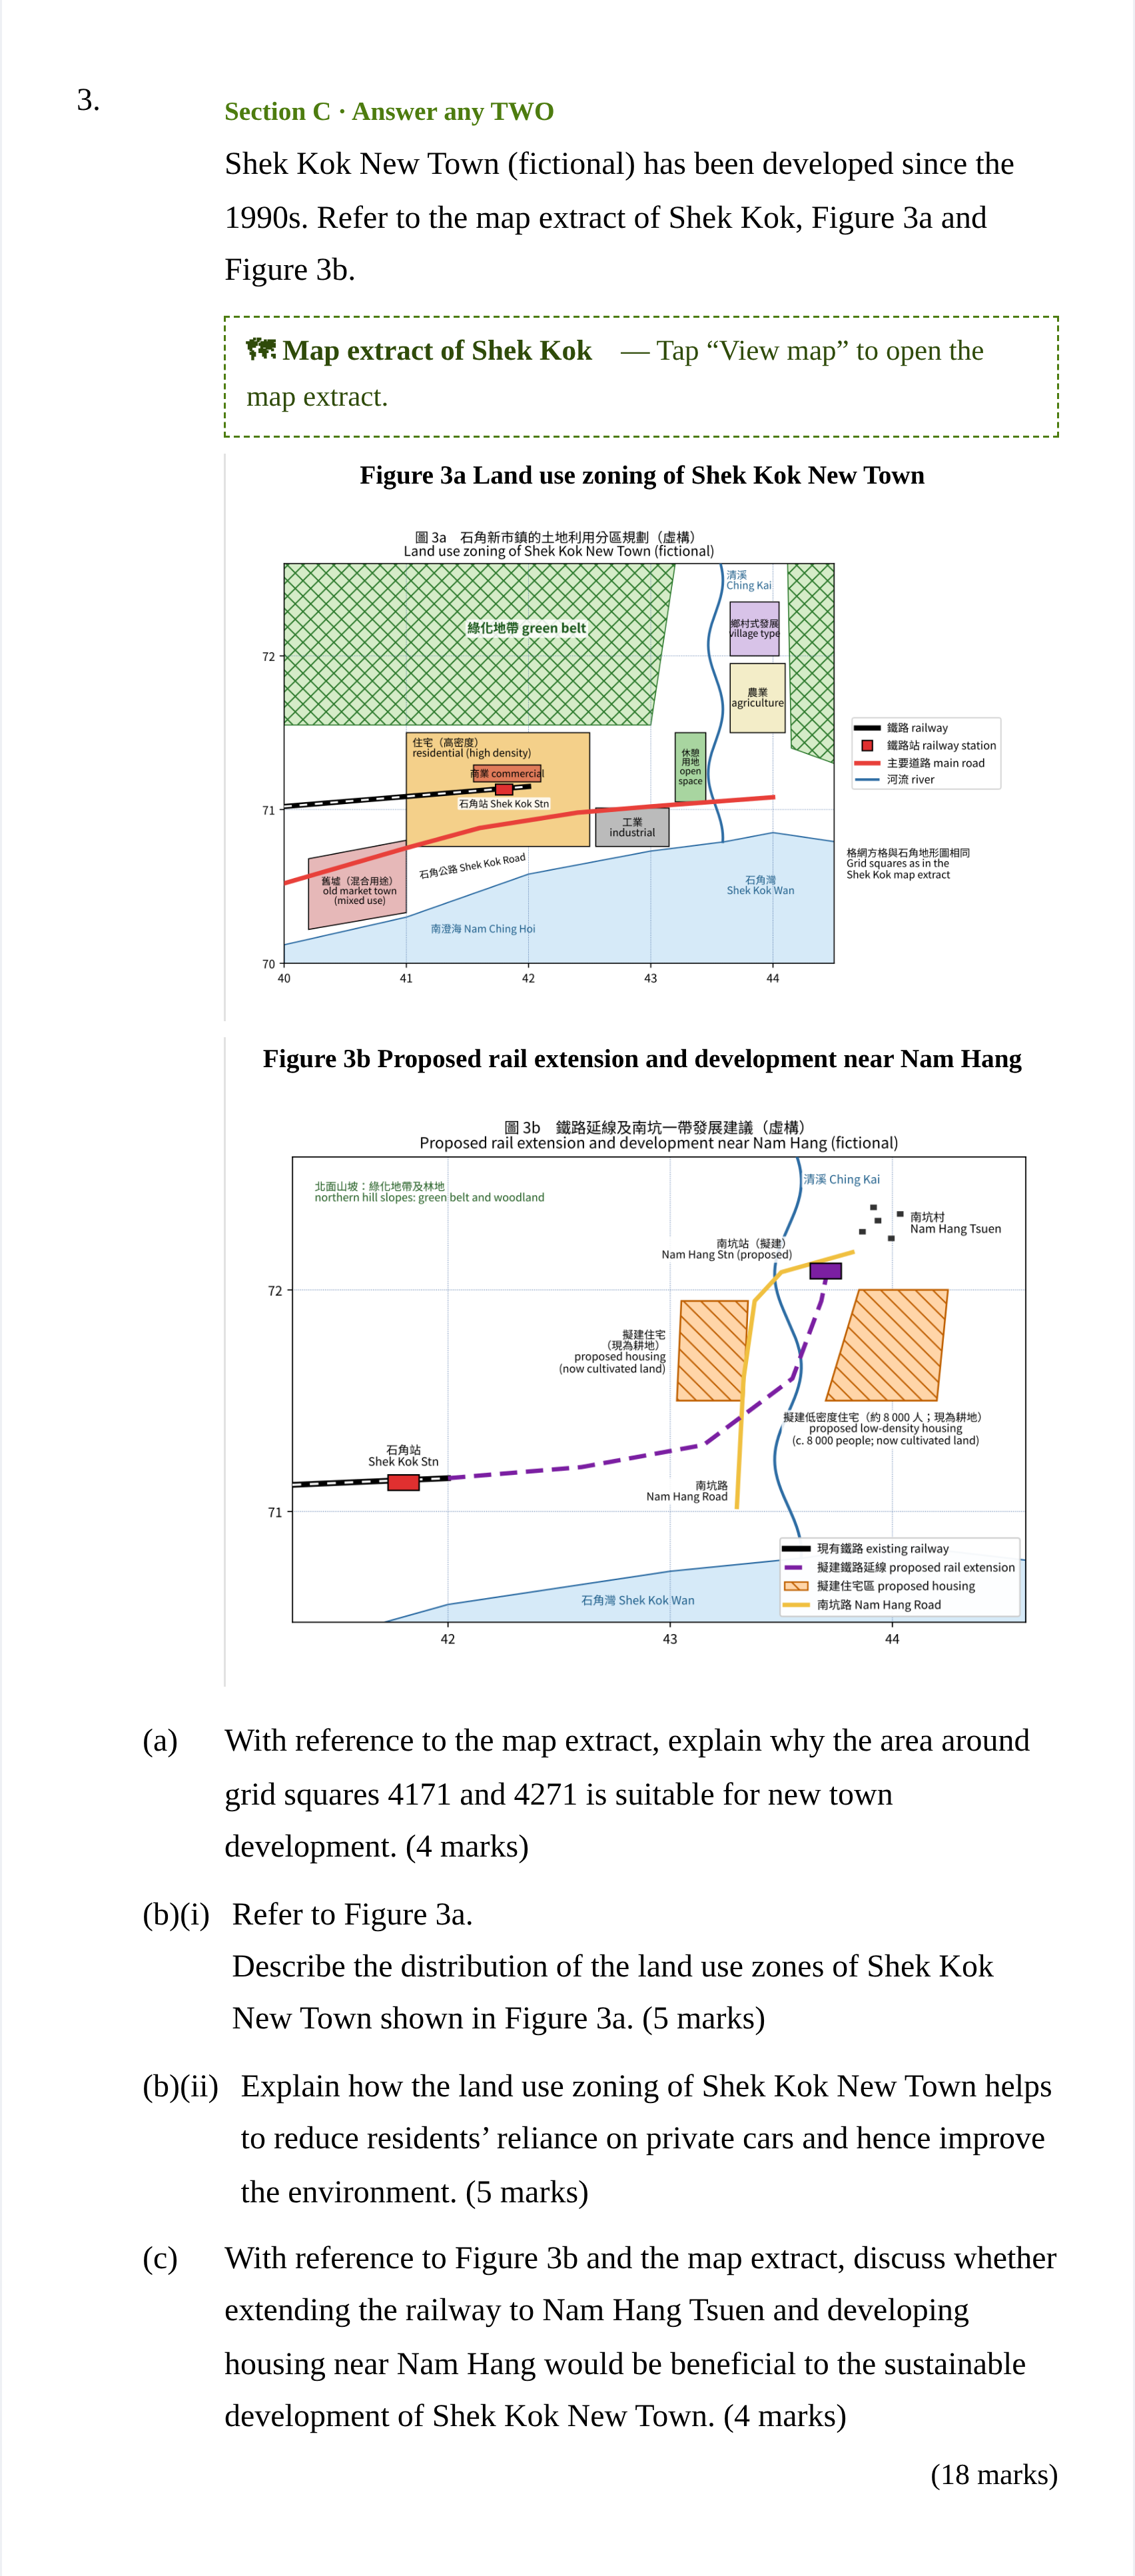 3.
Section C · Answer any TWO
Shek Kok New Town (fictional) has been developed since the
1990s. Refer to the map extract of Shek Kok, Figure 3a and
Figure 3b.
🗺 Map extract of Shek Kok — Tap “View map” to open the
map extract.
Figure 3a Land use zoning of Shek Kok New Town
圖 3a 石角新市鎮的土地利用分區規劃（虛構）
Land use zoning of Shek Kok New Town (fictional)
清溪
Ching Kai
綠化地帶 green belt
鄉村式發展
village type
72
農業
agriculture
住宅（高密度）
residential (high density)
商業 commercial
石角站 Shek Kok Stn
休憩
用地
open
space
鐵路 railway
鐵路站 railway station
主要道路 main road
河流 river
71
工業
industrial
石角公路 Shek Kok Road
舊墟（混合用途）
old market town
(mixed use)
格網方格與石角地形圖相同
Grid squares as in the
Shek Kok map extract
石角灣
Shek Kok Wan
南澄海 Nam Ching Hoi
70
40
41
42
43
44
Figure 3b Proposed rail extension and development near Nam Hang
圖 3b 鐵路延線及南坑一帶發展建議（虛構）
Proposed rail extension and development near Nam Hang (fictional)
北面山坡：綠化地帶及林地
northern hill slopes: green belt and woodland
清溪 Ching Kai
南坑村
Nam Hang Tsuen
南坑站（擬建）
Nam Hang Stn (proposed)
72
擬建住宅
（現為耕地）
proposed housing
(now cultivated land)
擬建低密度住宅（約 8 000 人；現為耕地）
proposed low-density housing
(c. 8 000 people; now cultivated land)
石角站
Shek Kok Stn
南坑路
Nam Hang Road
71
現有鐵路 existing railway
擬建鐵路延線 proposed rail extension
擬建住宅區 proposed housing
南坑路 Nam Hang Road
石角灣 Shek Kok Wan
42
43
44
(a) With reference to the map extract, explain why the area around
grid squares 4171 and 4271 is suitable for new town
development. (4 marks)
(b)(i) Refer to Figure 3a.
Describe the distribution of the land use zones of Shek Kok
New Town shown in Figure 3a. (5 marks)
(b)(ii) Explain how the land use zoning of Shek Kok New Town helps
to reduce residents’ reliance on private cars and hence improve
the environment. (5 marks)
(c) With reference to Figure 3b and the map extract, discuss whether
extending the railway to Nam Hang Tsuen and developing
housing near Nam Hang would be beneficial to the sustainable
development of Shek Kok New Town. (4 marks)
(18 marks)